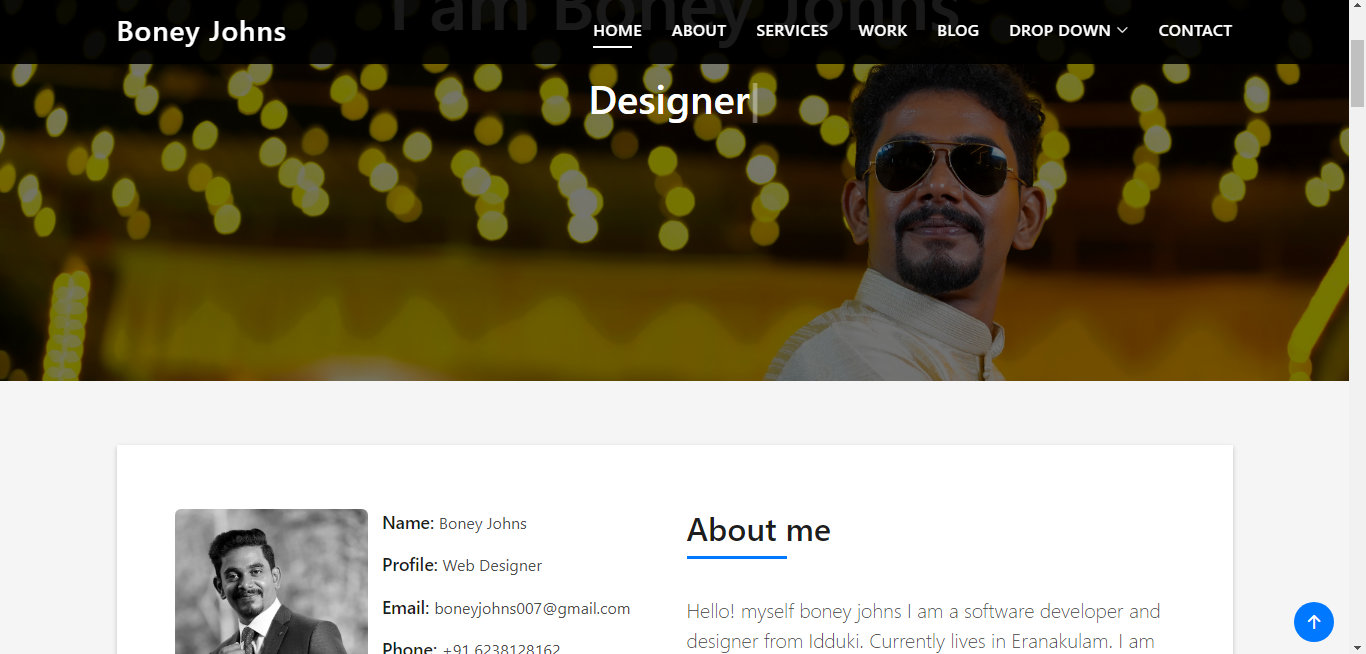 I am Boney Johns
Boney Johns
HOME ABOUT SERVICES WORK BLOG DROP DOWN CONTACT
Designer|
Name: Boney Johns
Profile: Web Designer
Email: boneyjohns007@gmail.com
Phone: +91 6238128162
About me
Hello! myself boney johns I am a software developer and
designer from Idduki. Currently lives in Eranakulam. I am